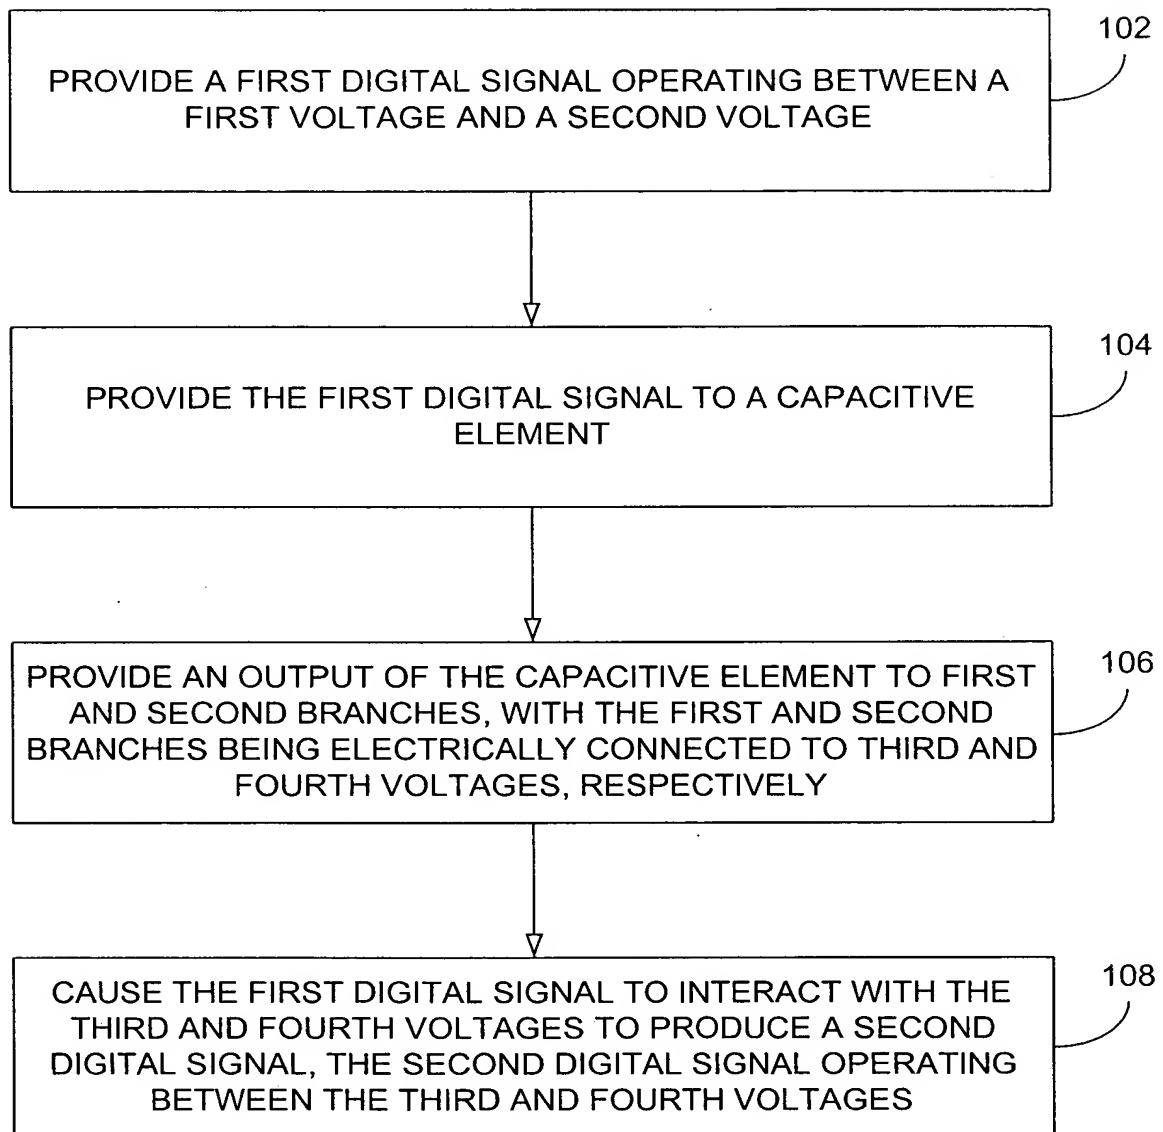 102
PROVIDE A FIRST DIGITAL SIGNAL OPERATING BETWEEN A
FIRST VOLTAGE AND A SECOND VOLTAGE
104
PROVIDE THE FIRST DIGITAL SIGNAL TO A CAPACITIVE
ELEMENT
106
PROVIDE AN OUTPUT OF THE CAPACITIVE ELEMENT TO FIRST
AND SECOND BRANCHES, WITH THE FIRST AND SECOND
BRANCHES BEING ELECTRICALLY CONNECTED TO THIRD AND
FOURTH VOLTAGES, RESPECTIVELY
108
CAUSE THE FIRST DIGITAL SIGNAL TO INTERACT WITH THE
THIRD AND FOURTH VOLTAGES TO PRODUCE A SECOND
DIGITAL SIGNAL, THE SECOND DIGITAL SIGNAL OPERATING
BETWEEN THE THIRD AND FOURTH VOLTAGES